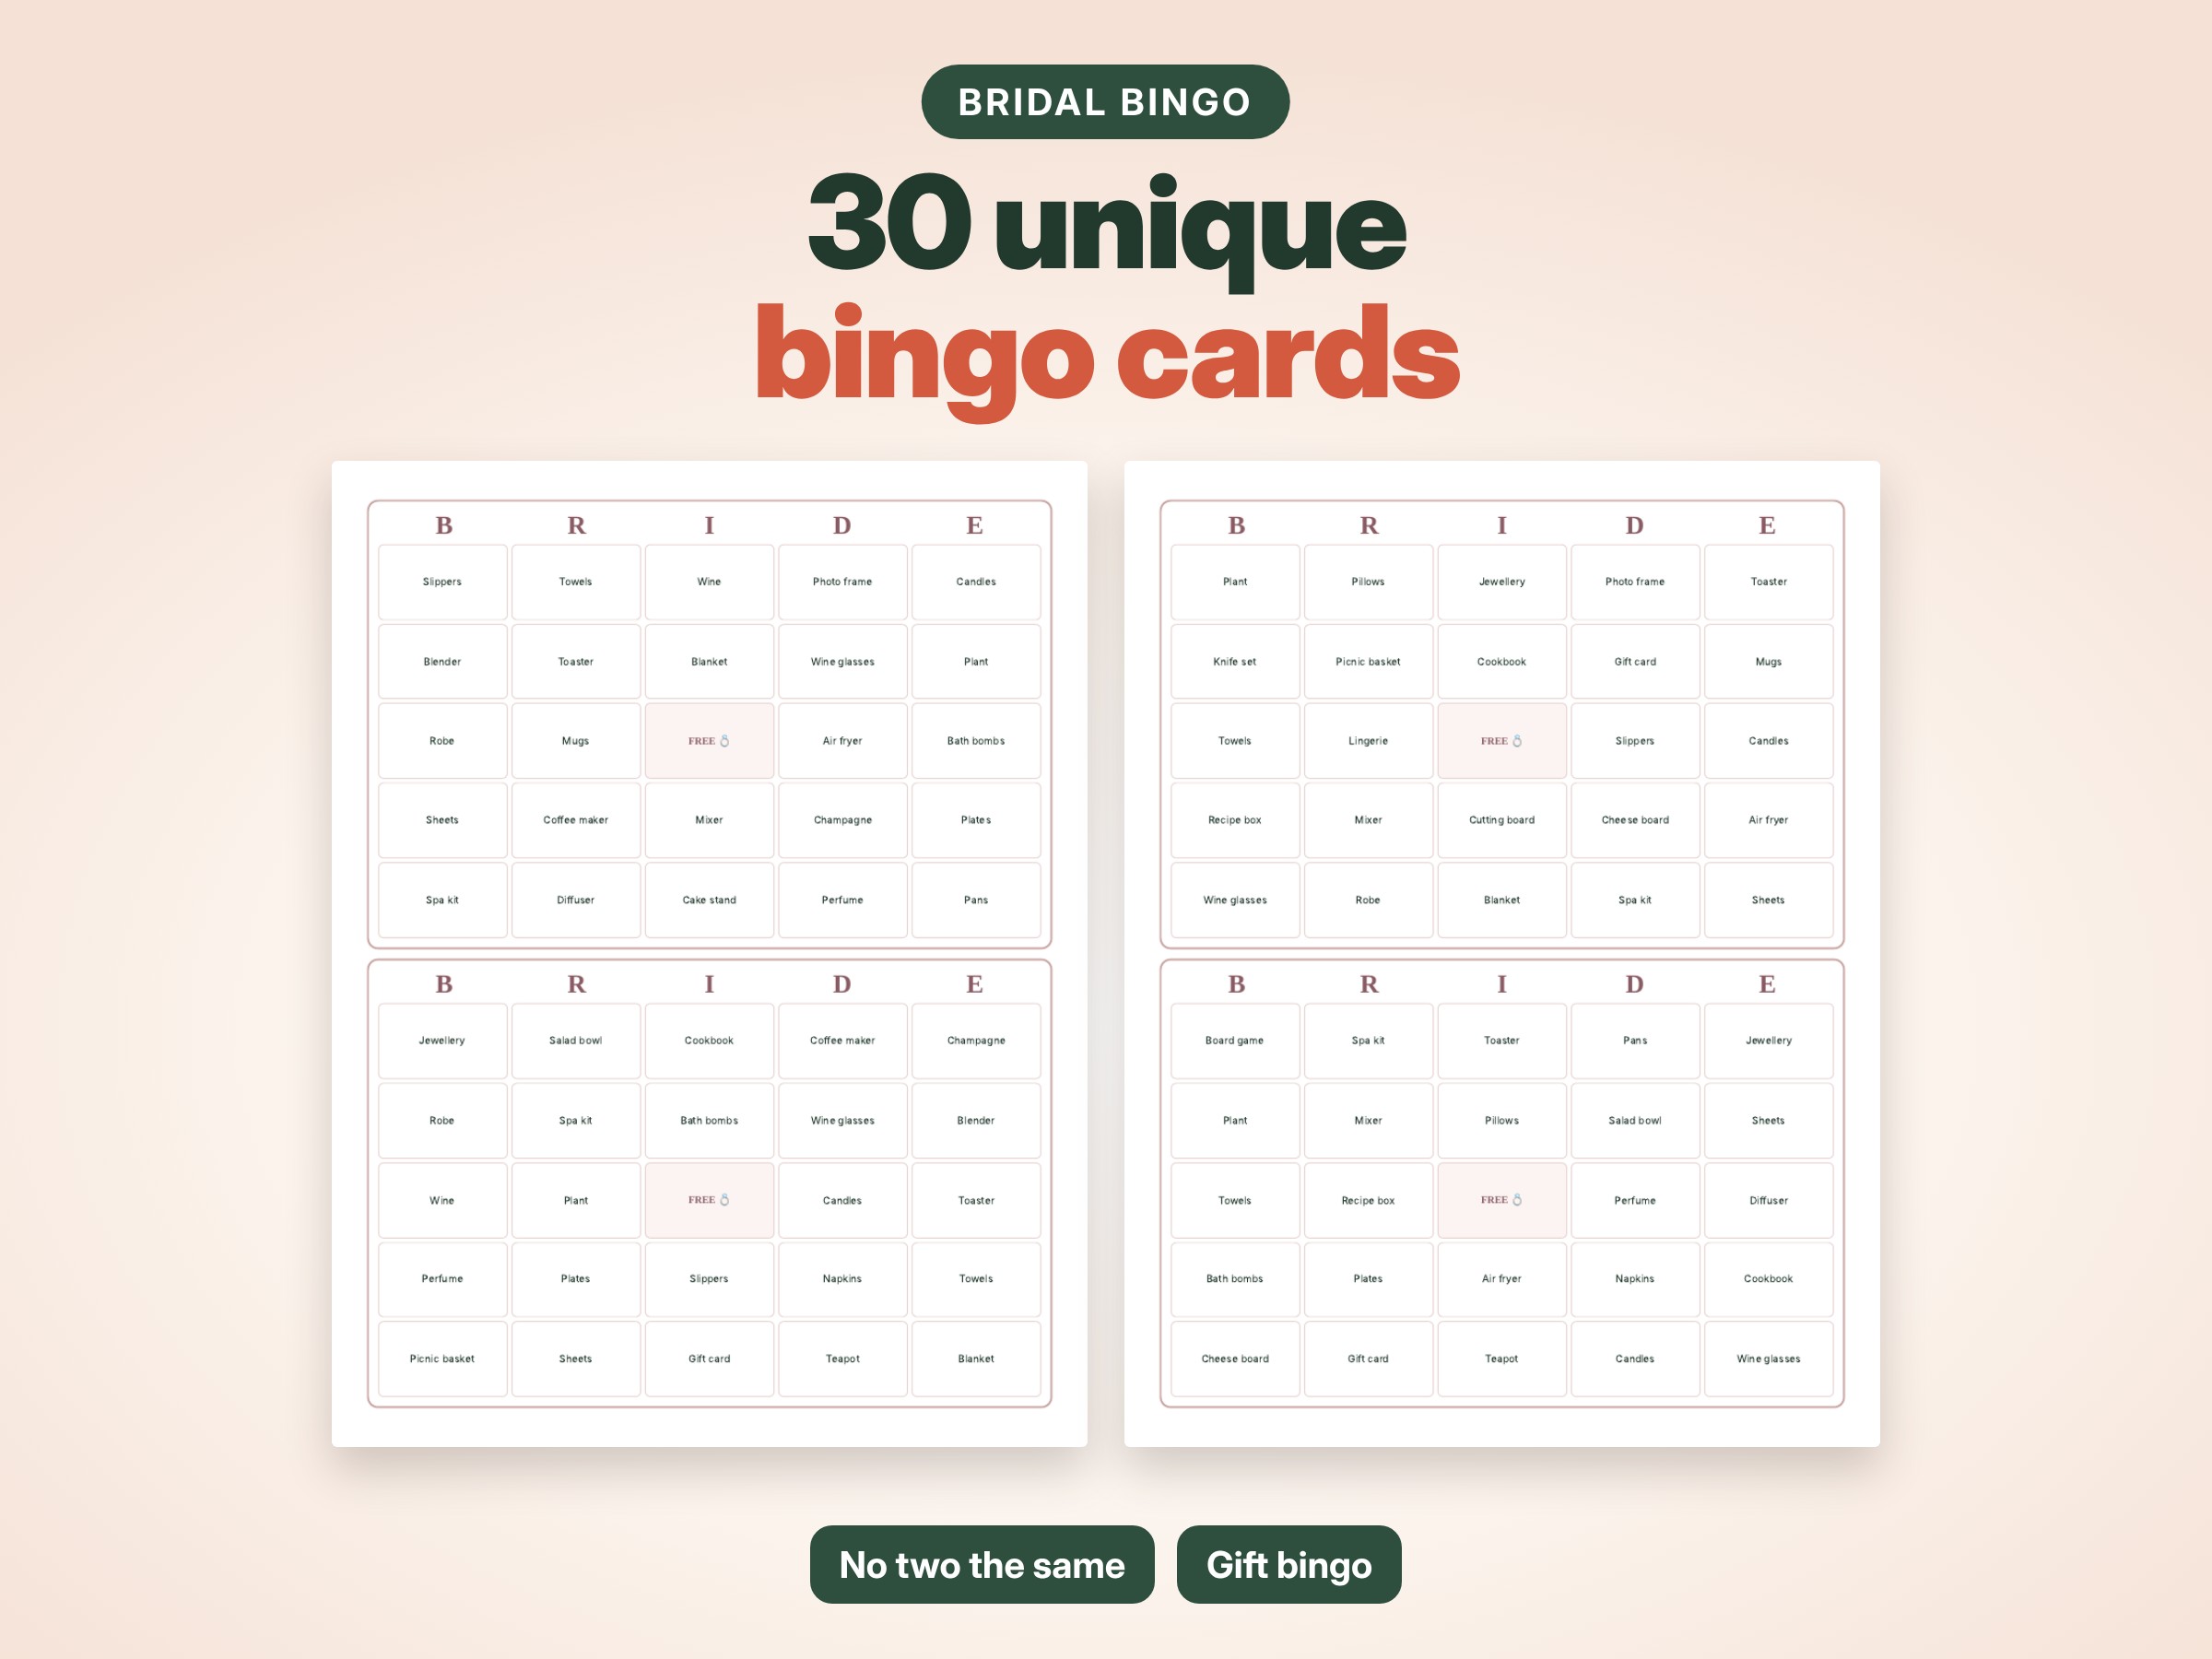 BRIDAL BINGO
30 unique
bingo cards
B R I D E
Slippers Towels Wine Photo frame Candles
Blender Toaster Blanket Wine glasses Plant
Robe Mugs FREE 💍 Air fryer Bath bombs
Sheets Coffee maker Mixer Champagne Plates
Spa kit Diffuser Cake stand Perfume Pans
B R I D E
Jewellery Salad bowl Cookbook Coffee maker Champagne
Robe Spa kit Bath bombs Wine glasses Blender
Wine Plant FREE 💍 Candles Toaster
Perfume Plates Slippers Napkins Towels
Picnic basket Sheets Gift card Teapot Blanket
B R I D E
Plant Pillows Jewellery Photo frame Toaster
Knife set Picnic basket Cookbook Gift card Mugs
Towels Lingerie FREE 💍 Slippers Candles
Recipe box Mixer Cutting board Cheese board Air fryer
Wine glasses Robe Blanket Spa kit Sheets
B R I D E
Board game Spa kit Toaster Pans Jewellery
Plant Mixer Pillows Salad bowl Sheets
Towels Recipe box FREE 💍 Perfume Diffuser
Bath bombs Plates Air fryer Napkins Cookbook
Cheese board Gift card Teapot Candles Wine glasses
No two the same
Gift bingo